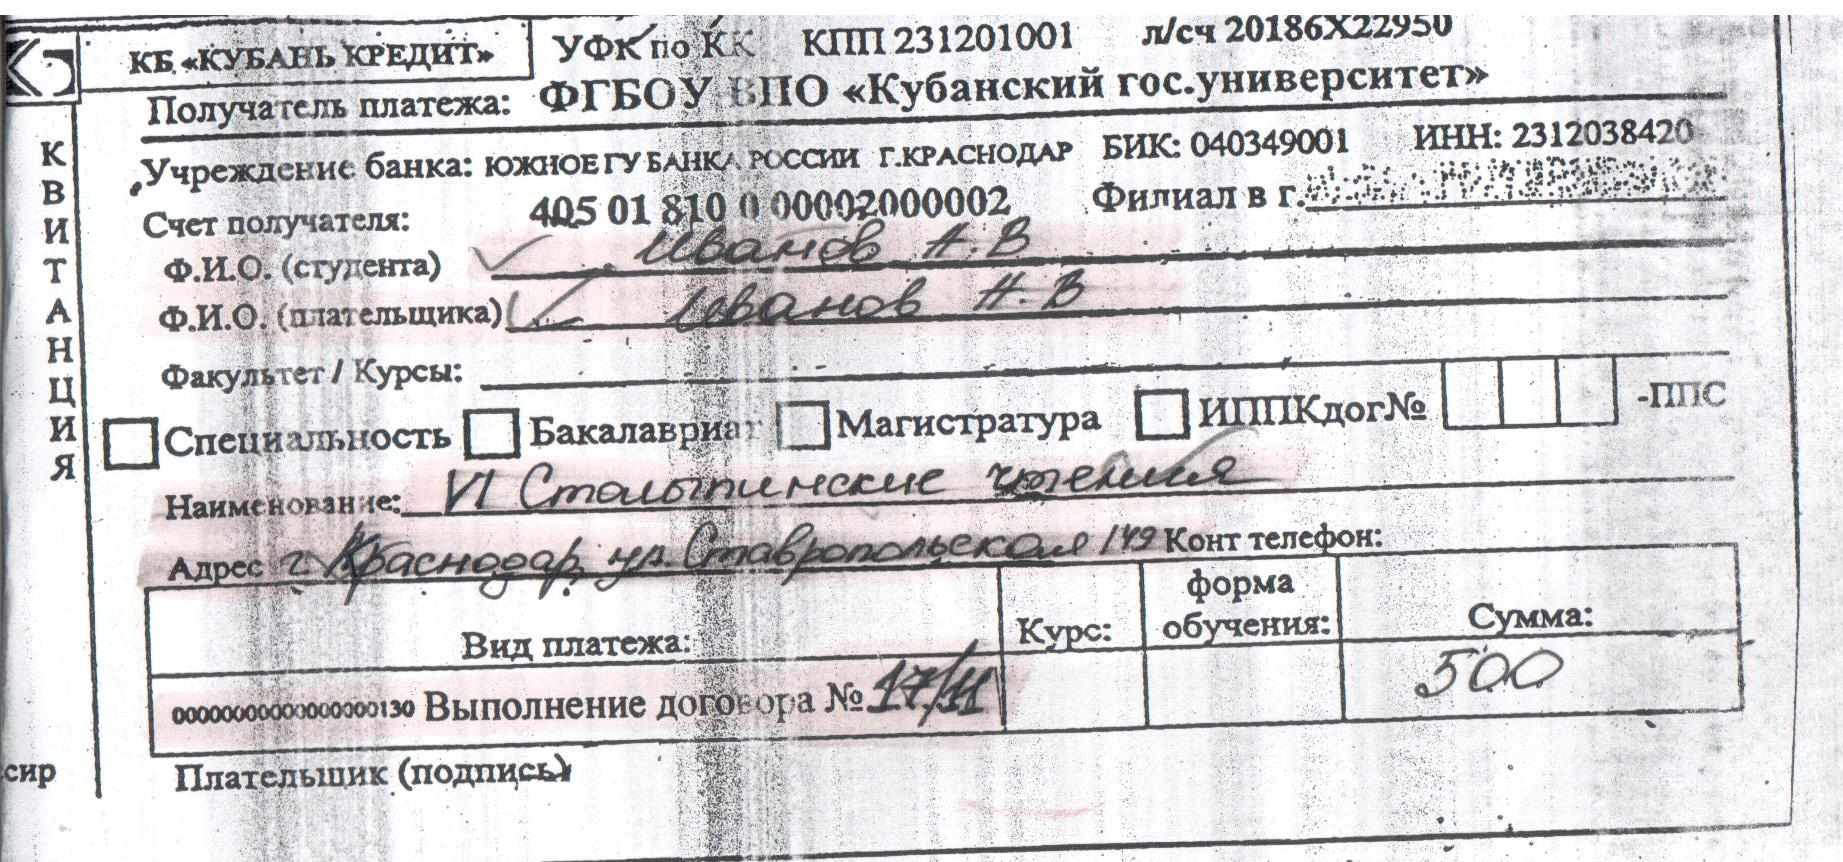 КБ «КУБАНЬ КРЕДИТ» УФК по КК КПП 231201001 л/сч 20186Х22950
Получатель платежа: ФГБОУ ВПО «Кубанский гос.университет»
КВИТАНЦИЯ
Учреждение банка: ЮЖНОЕ ГУ БАНКА РОССИИ Г.КРАСНОДАР БИК: 040349001 ИНН: 2312038420
Счет получателя: 405 01 810 0 00002000002 Филиал в г.
Ф.И.О. (студента) Иванов А.В
Ф.И.О. (плательщика) Иванов А.В
Факультет / Курсы:
Специальность Бакалавриат Магистратура ИППКдог№ -ППС
Наименование: VI Столыпинские чтения
Адрес г. Краснодар, ул. Ставропольская 149 Конт телефон:
Вид платежа: Курс: форма обучения: Сумма:
00000000000000000130 Выполнение договора № 17/11 500
сир Плательщик (подпись)